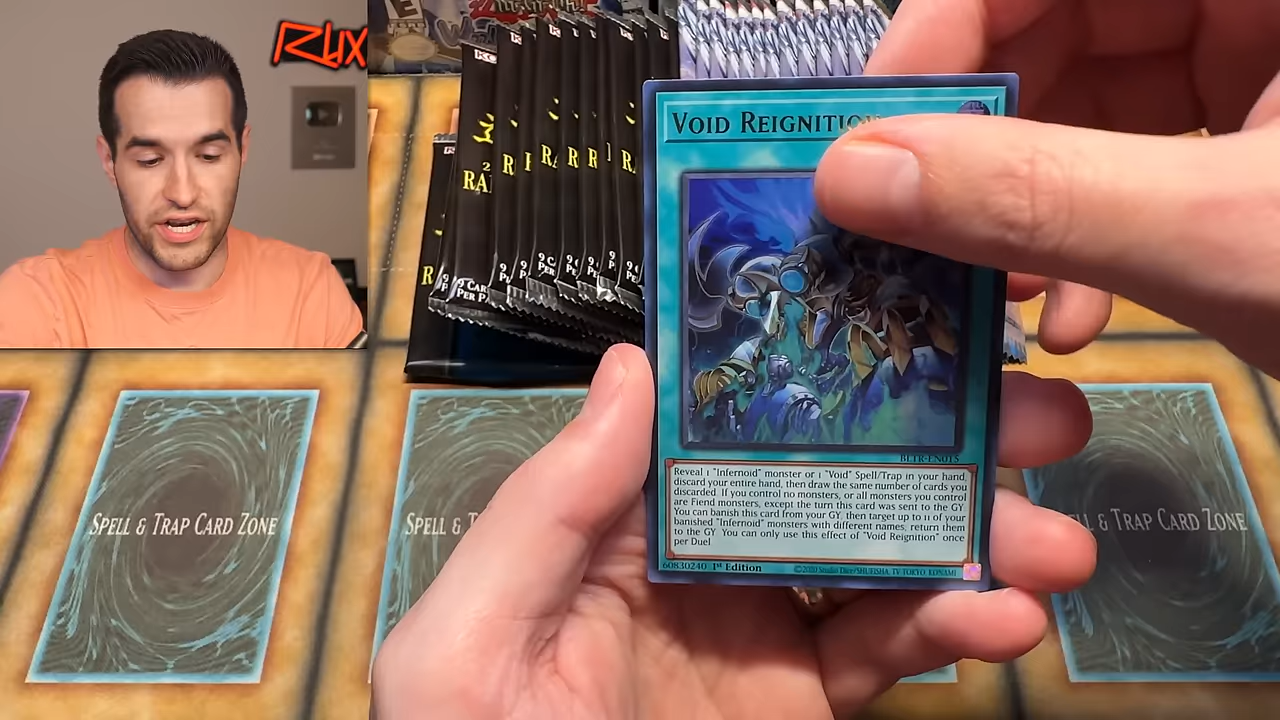 Rhx
VOID REIGNITION
BLTR-EN015
Reveal 1 "Infernoid" monster or 1 "Void" Spell/Trap in your hand,
discard your entire hand, then draw the same number of cards you
discarded. If you control no monsters, or all monsters you control
are Fiend monsters, except the turn this card was sent to the GY:
You can banish this card from your GY, then target up to 11 of your
banished "Infernoid" monsters with different names; return them
to the GY. You can only use this effect of "Void Reignition" once
per Duel.
60830240 1st Edition ©2020 Studio Dice/SHUEISHA, TV TOKYO, KONAMI
SPELL & TRAP CARD ZONE
SPELL & T
LL & TRAP CARD ZONE
9 CAR
PER P